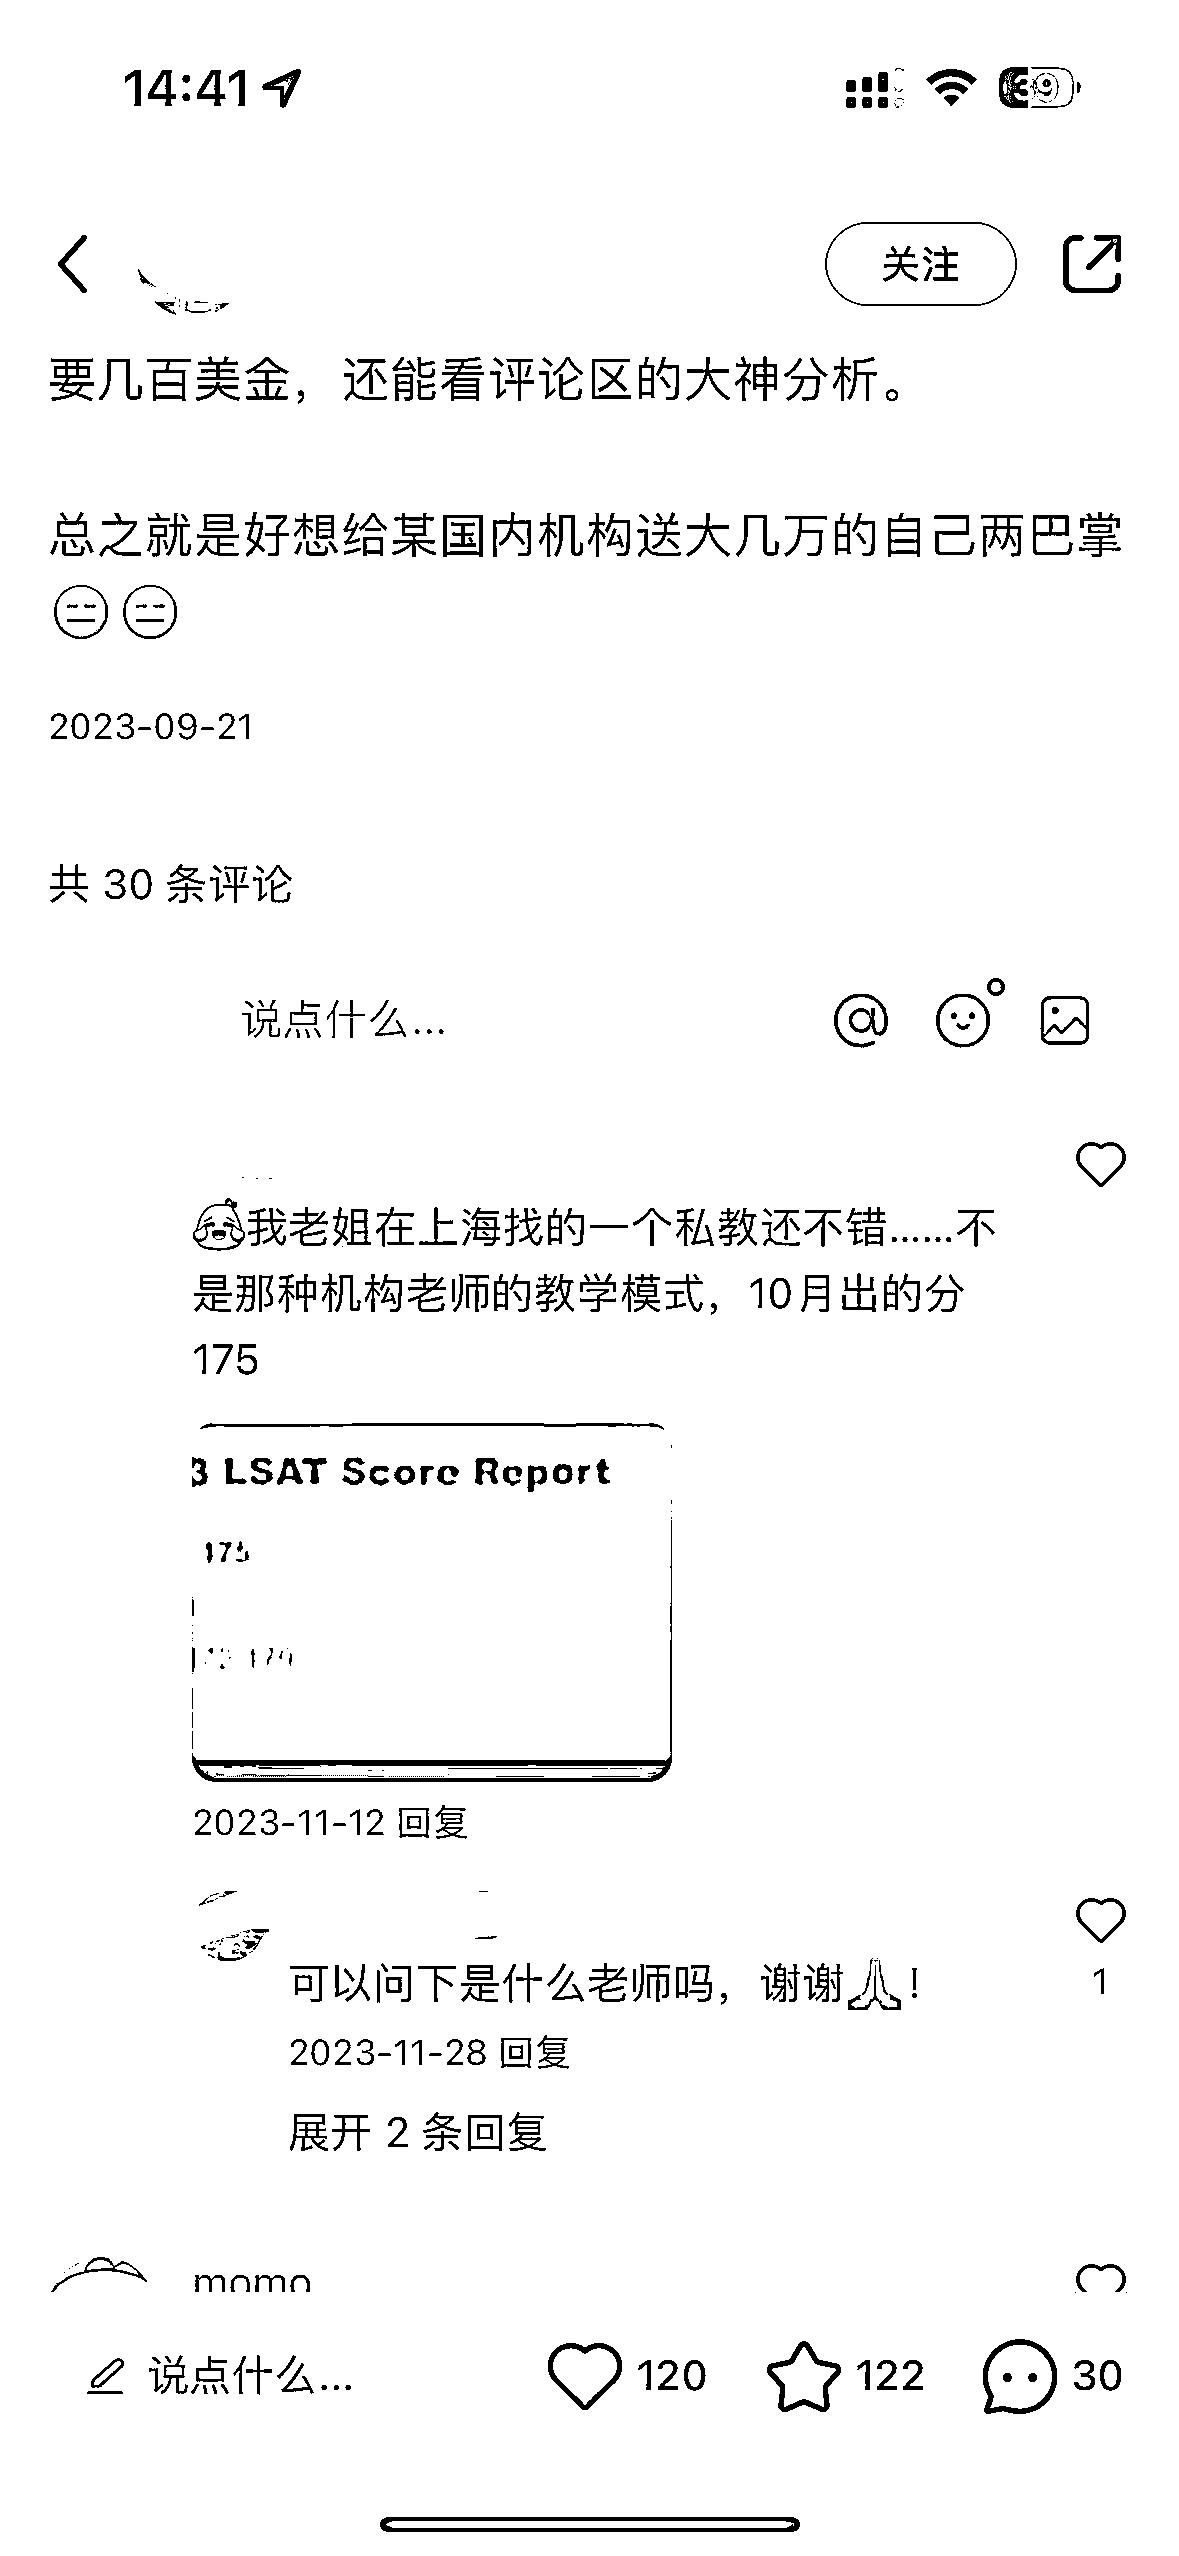 14:41
关注
要几百美金，还能看评论区的大神分析。
总之就是好想给某国内机构送大几万的自己两巴掌
😑😑
2023-09-21
共 30 条评论
说点什么...
我老姐在上海找的一个私教还不错……不
是那种机构老师的教学模式，10月出的分
175
3 LSAT Score Report
175
2023-11-12 回复
可以问下是什么老师吗，谢谢🙏！
1
2023-11-28 回复
展开 2 条回复
momo
说点什么...
120
122
30